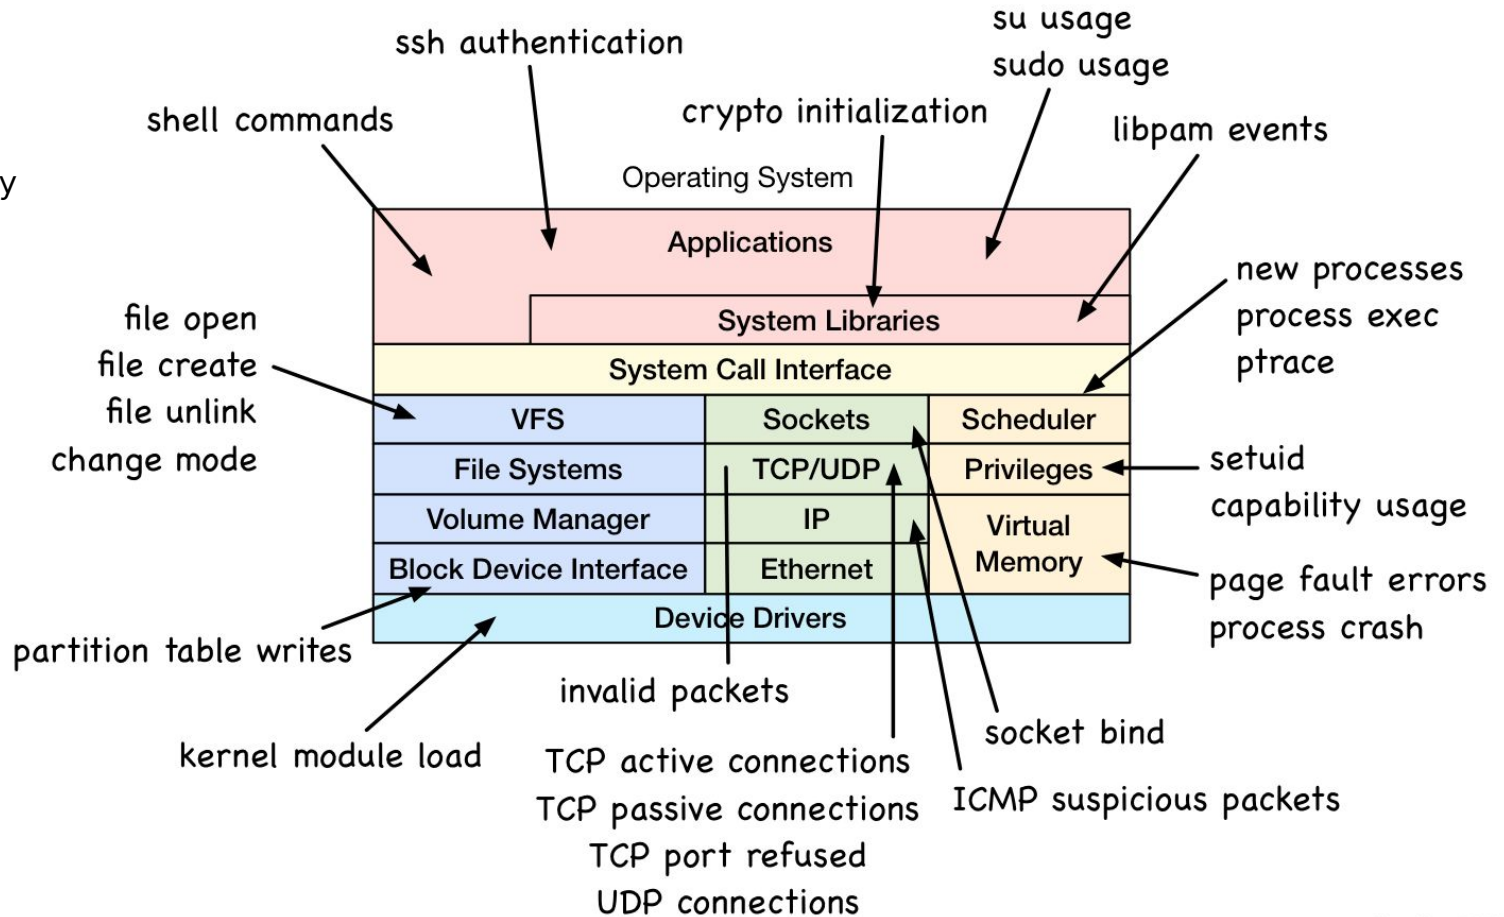 su usage
ssh authentication
sudo usage
crypto initialization
shell commands
libpam events
y
Operating System
Applications
new processes
process exec
ptrace
file open
file create
file unlink
change mode
System Libraries
System Call Interface
VFS
Sockets
Scheduler
File Systems
TCP/UDP
Privileges
setuid
capability usage
Volume Manager
IP
Virtual
Memory
Block Device Interface
Ethernet
page fault errors
process crash
Device Drivers
partition table writes
invalid packets
kernel module load
socket bind
TCP active connections
TCP passive connections
TCP port refused
UDP connections
ICMP suspicious packets